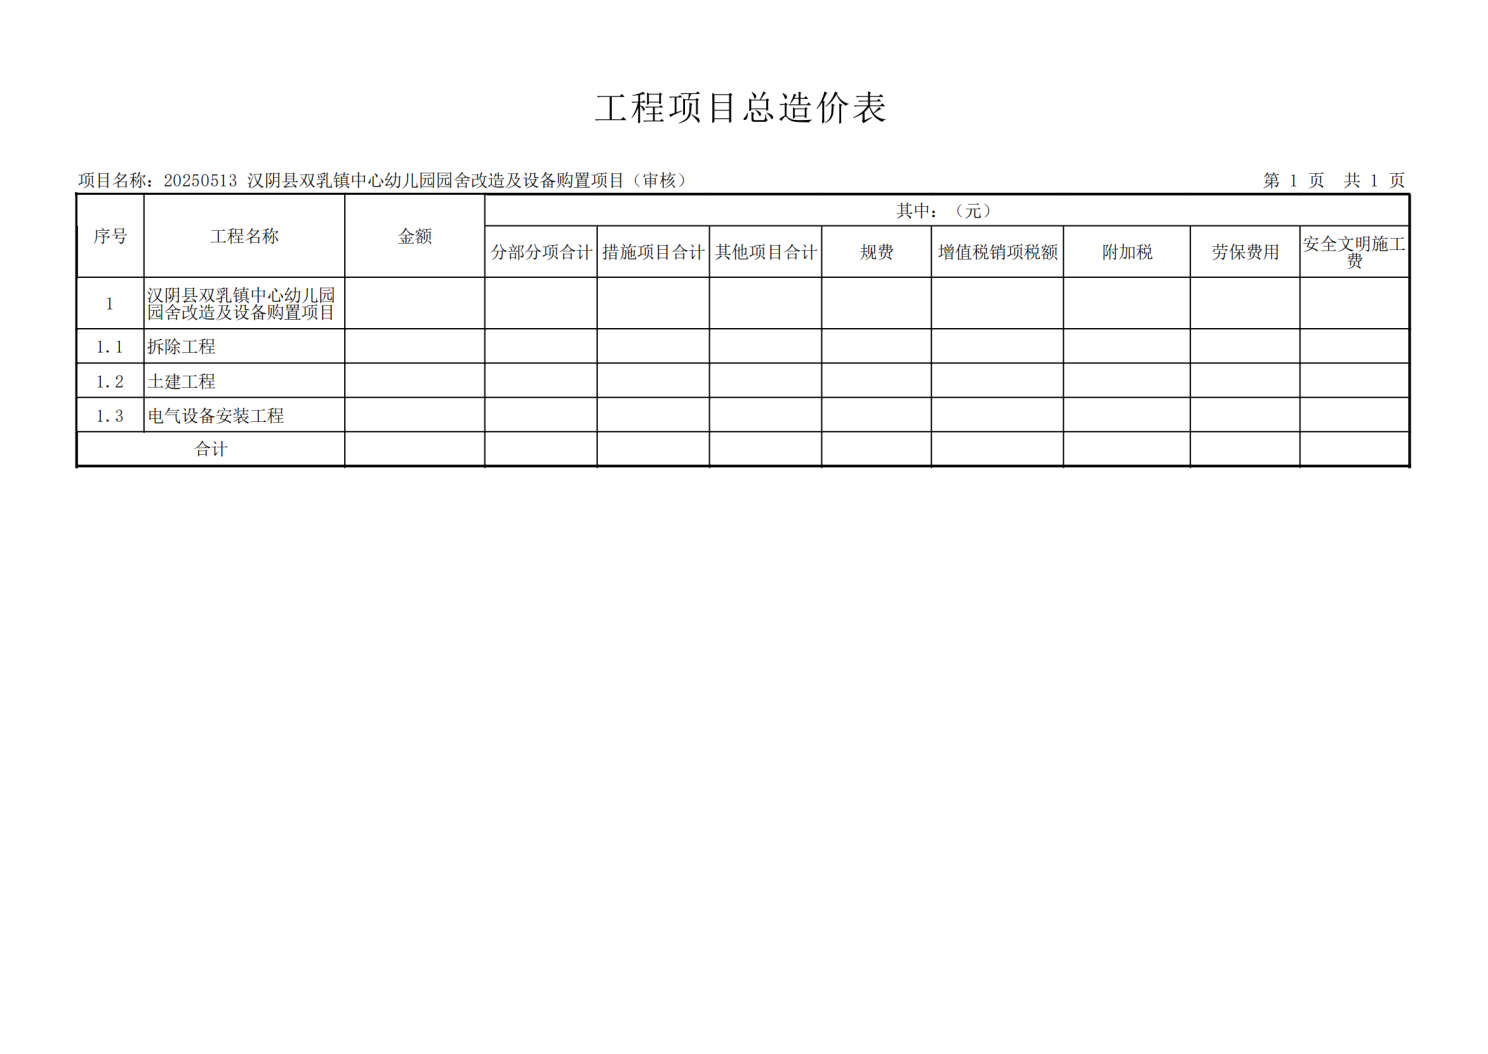 工程项目总造价表
项目名称：20250513 汉阴县双乳镇中心幼儿园园舍改造及设备购置项目（审核）
第 1 页 共 1 页
序号
工程名称
金额
其中：（元）
分部分项合计
措施项目合计
其他项目合计
规费
增值税销项税额
附加税
劳保费用
安全文明施工
费
1
汉阴县双乳镇中心幼儿园
园舍改造及设备购置项目
1.1 拆除工程
1.2 土建工程
1.3 电气设备安装工程
合计